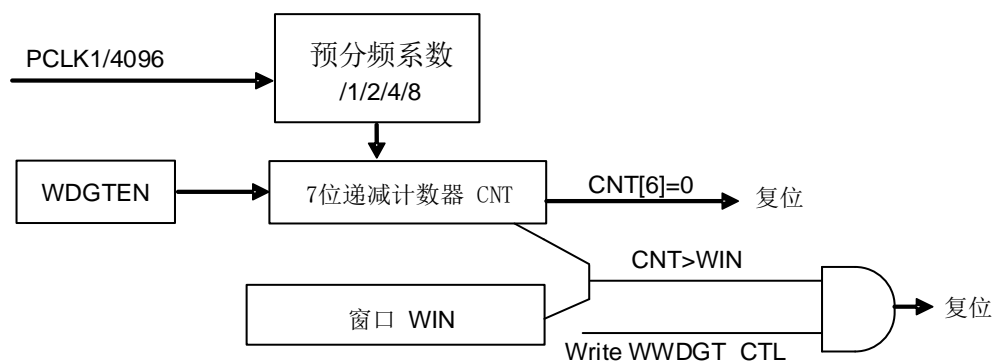 PCLK1/4096
预分频系数
/1/2/4/8
WDGTEN
7位递减计数器 CNT
CNT[6]=0
复位
CNT>WIN
窗口 WIN
复位
Write WWDGT_CTL